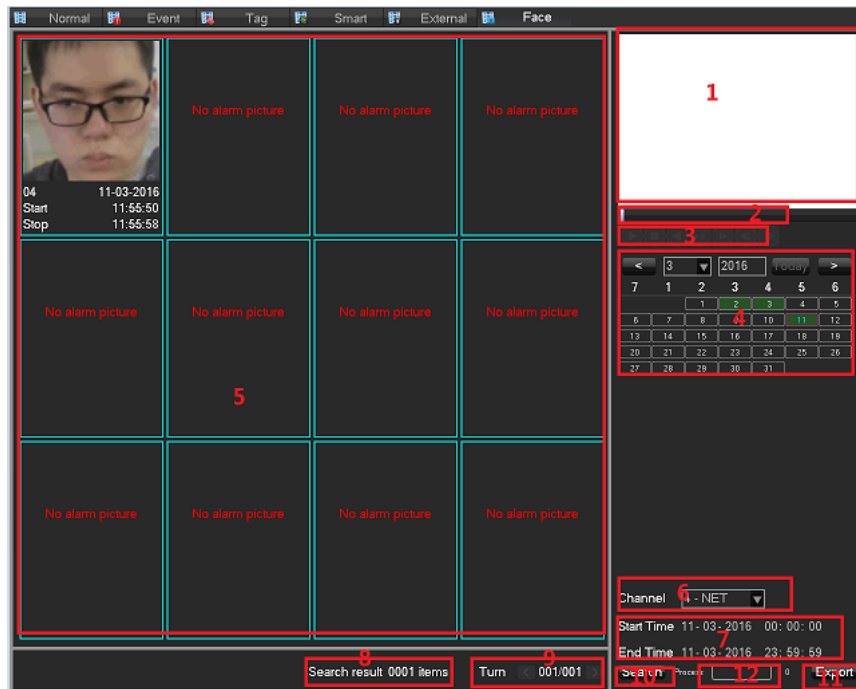 Normal Event Tag Smart External Face
04 11-03-2016
Start 11:55:50
Stop 11:55:58
No alarm picture No alarm picture No alarm picture
No alarm picture No alarm picture No alarm picture No alarm picture
5
No alarm picture No alarm picture No alarm picture No alarm picture
8
Search result 0001 items
9
Turn < 001/001 >
1
2
3
< 3 2016 Today >
7 1 2 3 4 5 6
1 2 3 4 5
6 7 8 9 10 11 12
4
13 14 15 16 17 18 19
20 21 22 23 24 25 26
27 28 29 30 31
Channel 6 - NET
Start Time 11-03-2016 00:00:00
7
End Time 11-03-2016 23:59:59
Search 10 Process 12 0 Export 11